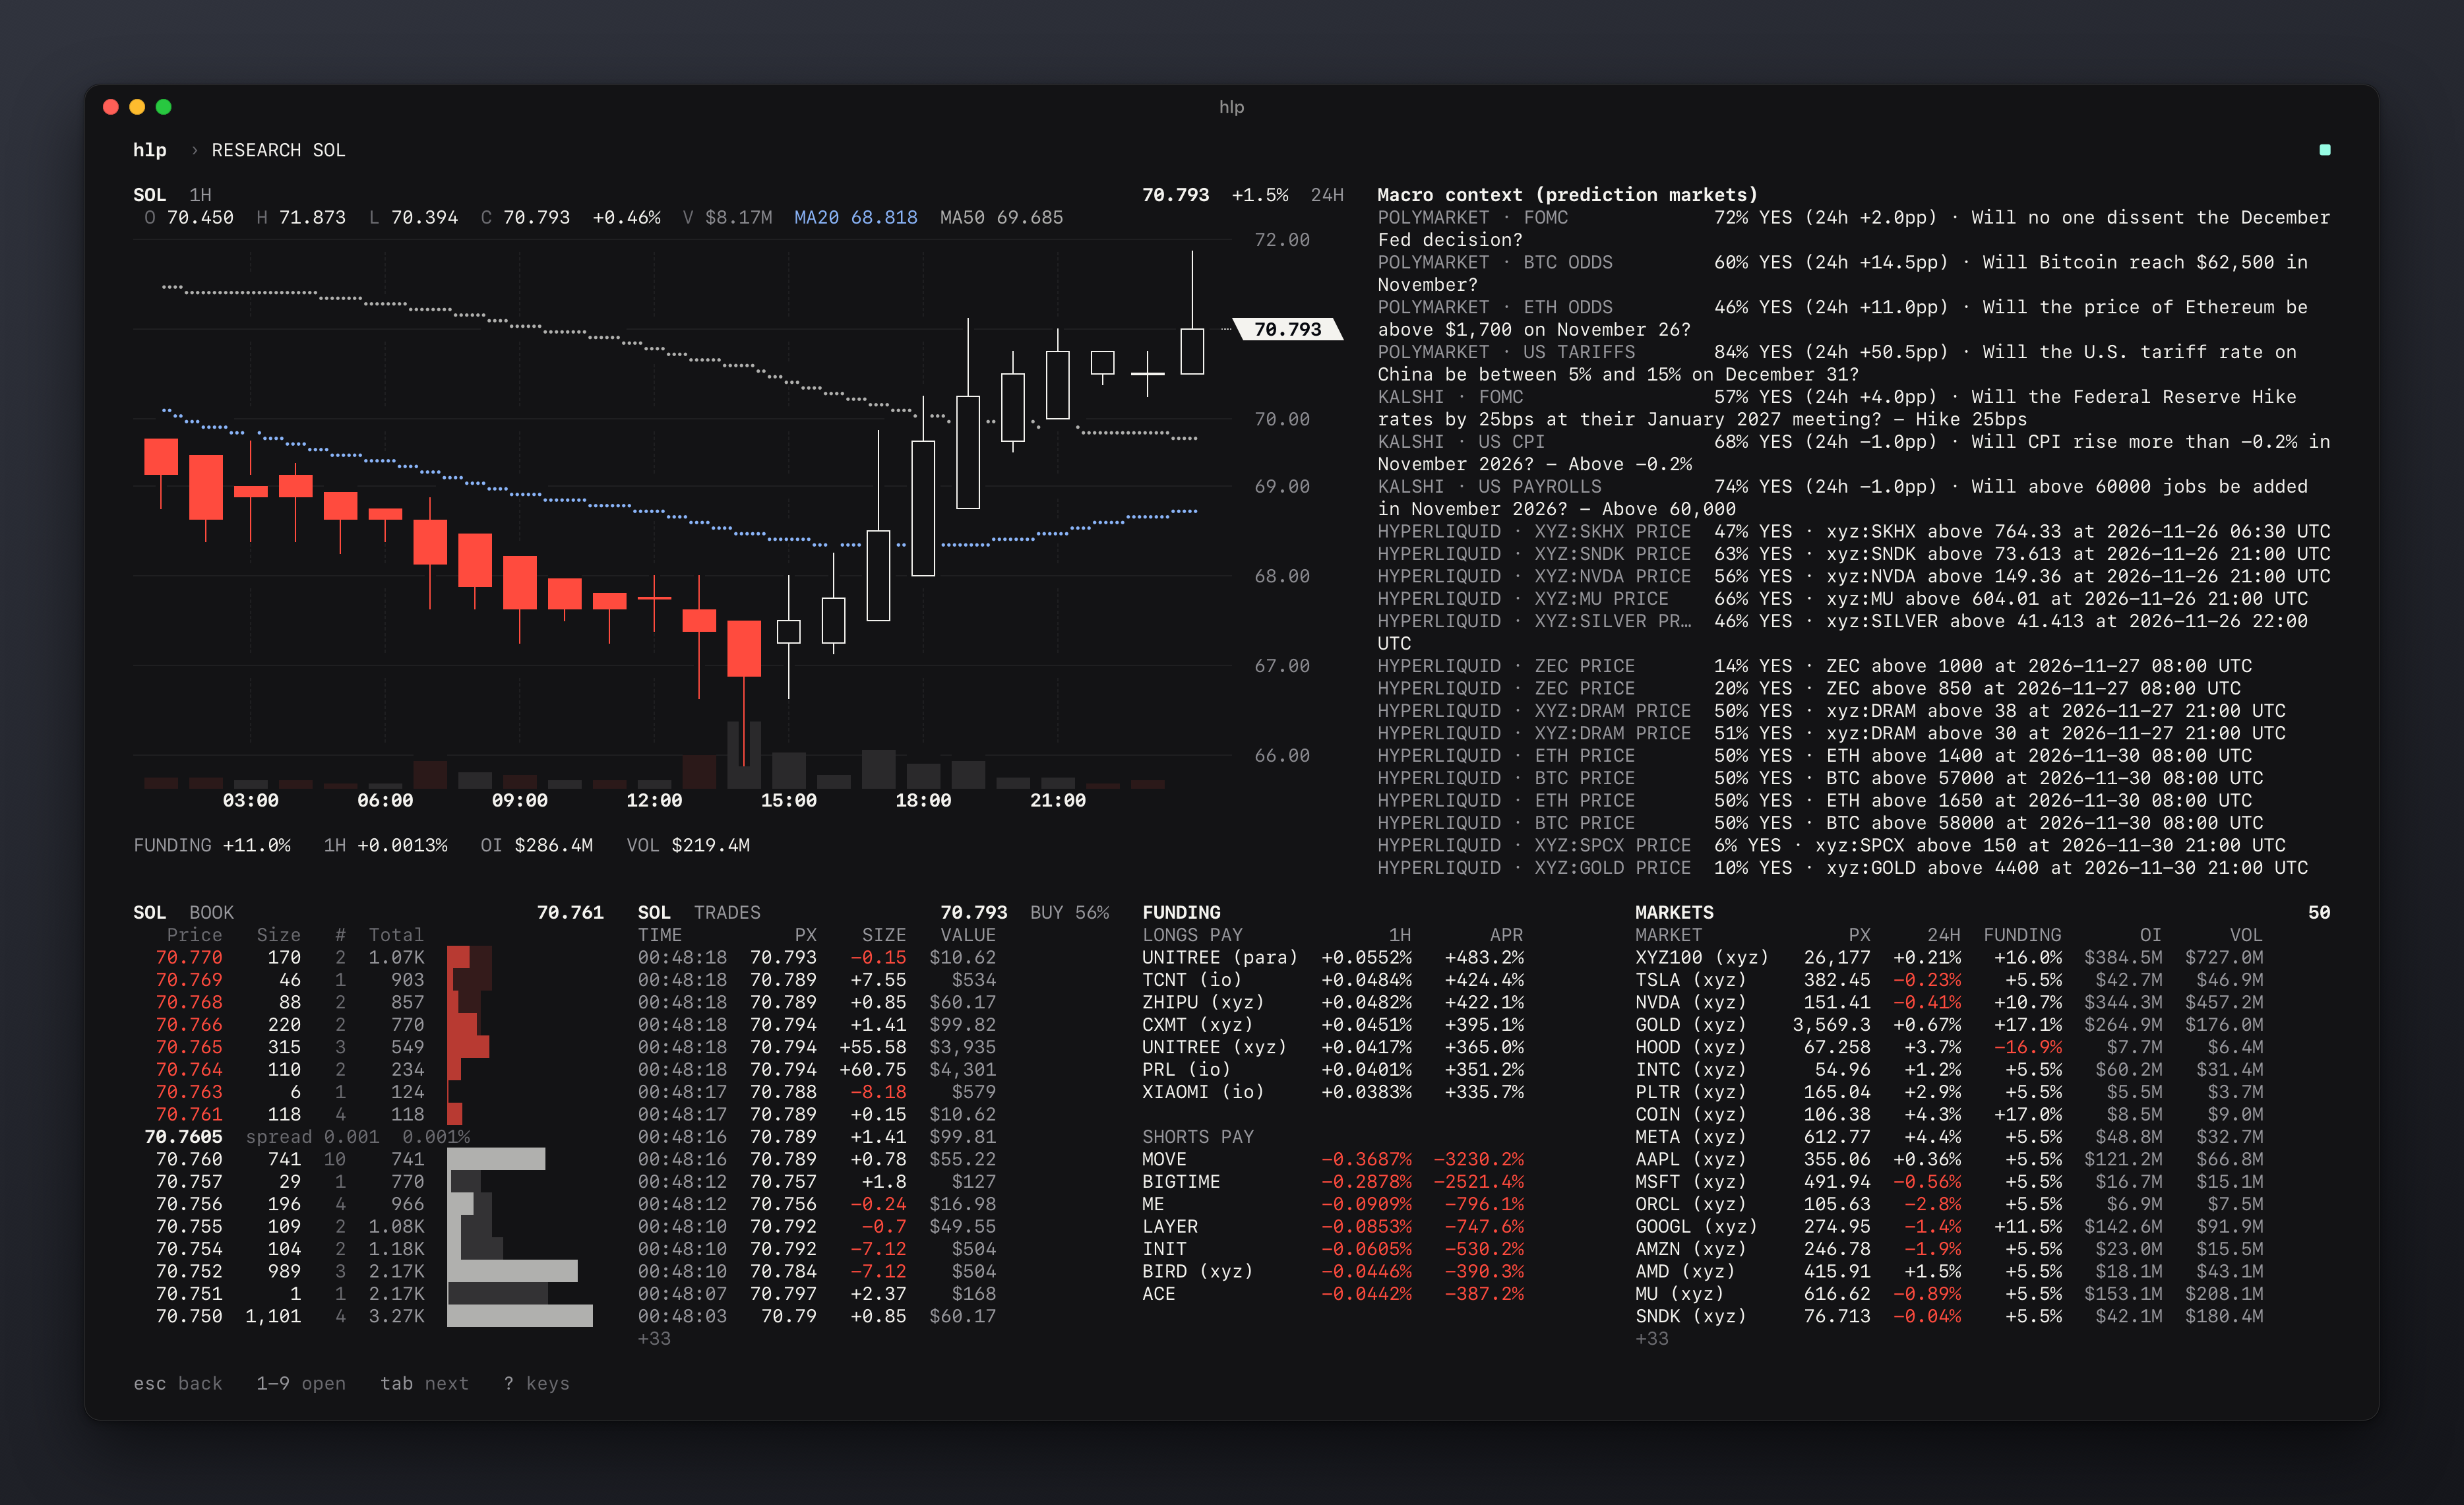 hlp
hlp › RESEARCH SOL
SOL 1H 70.793 +1.5% 24H
O 70.450 H 71.873 L 70.394 C 70.793 +0.46% V $8.17M MA20 68.818 MA50 69.685
72.00
70.793
70.00
69.00
68.00
67.00
66.00
03:00 06:00 09:00 12:00 15:00 18:00 21:00
FUNDING +11.0% 1H +0.0013% OI $286.4M VOL $219.4M
Macro context (prediction markets)
POLYMARKET · FOMC 72% YES (24h +2.0pp) · Will no one dissent the December
Fed decision?
POLYMARKET · BTC ODDS 60% YES (24h +14.5pp) · Will Bitcoin reach $62,500 in
November?
POLYMARKET · ETH ODDS 46% YES (24h +11.0pp) · Will the price of Ethereum be
above $1,700 on November 26?
POLYMARKET · US TARIFFS 84% YES (24h +50.5pp) · Will the U.S. tariff rate on
China be between 5% and 15% on December 31?
KALSHI · FOMC 57% YES (24h +4.0pp) · Will the Federal Reserve Hike
rates by 25bps at their January 2027 meeting? — Hike 25bps
KALSHI · US CPI 68% YES (24h −1.0pp) · Will CPI rise more than −0.2% in
November 2026? — Above −0.2%
KALSHI · US PAYROLLS 74% YES (24h −1.0pp) · Will above 60000 jobs be added
in November 2026? — Above 60,000
HYPERLIQUID · XYZ:SKHX PRICE 47% YES · xyz:SKHX above 764.33 at 2026-11-26 06:30 UTC
HYPERLIQUID · XYZ:SNDK PRICE 63% YES · xyz:SNDK above 73.613 at 2026-11-26 21:00 UTC
HYPERLIQUID · XYZ:NVDA PRICE 56% YES · xyz:NVDA above 149.36 at 2026-11-26 21:00 UTC
HYPERLIQUID · XYZ:MU PRICE 66% YES · xyz:MU above 604.01 at 2026-11-26 21:00 UTC
HYPERLIQUID · XYZ:SILVER PR… 46% YES · xyz:SILVER above 41.413 at 2026-11-26 22:00
UTC
HYPERLIQUID · ZEC PRICE 14% YES · ZEC above 1000 at 2026-11-27 08:00 UTC
HYPERLIQUID · ZEC PRICE 20% YES · ZEC above 850 at 2026-11-27 08:00 UTC
HYPERLIQUID · XYZ:DRAM PRICE 50% YES · xyz:DRAM above 38 at 2026-11-27 21:00 UTC
HYPERLIQUID · XYZ:DRAM PRICE 51% YES · xyz:DRAM above 30 at 2026-11-27 21:00 UTC
HYPERLIQUID · ETH PRICE 50% YES · ETH above 1400 at 2026-11-30 08:00 UTC
HYPERLIQUID · BTC PRICE 50% YES · BTC above 57000 at 2026-11-30 08:00 UTC
HYPERLIQUID · ETH PRICE 50% YES · ETH above 1650 at 2026-11-30 08:00 UTC
HYPERLIQUID · BTC PRICE 50% YES · BTC above 58000 at 2026-11-30 08:00 UTC
HYPERLIQUID · XYZ:SPCX PRICE 6% YES · xyz:SPCX above 150 at 2026-11-30 21:00 UTC
HYPERLIQUID · XYZ:GOLD PRICE 10% YES · xyz:GOLD above 4400 at 2026-11-30 21:00 UTC
SOL BOOK 70.761
Price Size # Total
70.770 170 2 1.07K
70.769 46 1 903
70.768 88 2 857
70.766 220 2 770
70.765 315 3 549
70.764 110 2 234
70.763 6 1 124
70.761 118 4 118
70.7605 spread 0.001 0.001%
70.760 741 10 741
70.757 29 1 770
70.756 196 4 966
70.755 109 2 1.08K
70.754 104 2 1.18K
70.752 989 3 2.17K
70.751 1 1 2.17K
70.750 1,101 4 3.27K
SOL TRADES 70.793 BUY 56%
TIME PX SIZE VALUE
00:48:18 70.793 −0.15 $10.62
00:48:18 70.789 +7.55 $534
00:48:18 70.789 +0.85 $60.17
00:48:18 70.794 +1.41 $99.82
00:48:18 70.794 +55.58 $3,935
00:48:18 70.794 +60.75 $4,301
00:48:17 70.788 −8.18 $579
00:48:17 70.789 +0.15 $10.62
00:48:16 70.789 +1.41 $99.81
00:48:16 70.789 +0.78 $55.22
00:48:12 70.757 +1.8 $127
00:48:12 70.756 −0.24 $16.98
00:48:10 70.792 −0.7 $49.55
00:48:10 70.792 −7.12 $504
00:48:10 70.784 −7.12 $504
00:48:07 70.797 +2.37 $168
00:48:03 70.79 +0.85 $60.17
+33
FUNDING
LONGS PAY 1H APR
UNITREE (para) +0.0552% +483.2%
TCNT (io) +0.0484% +424.4%
ZHIPU (xyz) +0.0482% +422.1%
CXMT (xyz) +0.0451% +395.1%
UNITREE (xyz) +0.0417% +365.0%
PRL (io) +0.0401% +351.2%
XIAOMI (io) +0.0383% +335.7%
SHORTS PAY
MOVE −0.3687% −3230.2%
BIGTIME −0.2878% −2521.4%
ME −0.0909% −796.1%
LAYER −0.0853% −747.6%
INIT −0.0605% −530.2%
BIRD (xyz) −0.0446% −390.3%
ACE −0.0442% −387.2%
MARKETS 50
MARKET PX 24H FUNDING OI VOL
XYZ100 (xyz) 26,177 +0.21% +16.0% $384.5M $727.0M
TSLA (xyz) 382.45 −0.23% +5.5% $42.7M $46.9M
NVDA (xyz) 151.41 −0.41% +10.7% $344.3M $457.2M
GOLD (xyz) 3,569.3 +0.67% +17.1% $264.9M $176.0M
HOOD (xyz) 67.258 +3.7% −16.9% $7.7M $6.4M
INTC (xyz) 54.96 +1.2% +5.5% $60.2M $31.4M
PLTR (xyz) 165.04 +2.9% +5.5% $5.5M $3.7M
COIN (xyz) 106.38 +4.3% +17.0% $8.5M $9.0M
META (xyz) 612.77 +4.4% +5.5% $48.8M $32.7M
AAPL (xyz) 355.06 +0.36% +5.5% $121.2M $66.8M
MSFT (xyz) 491.94 −0.56% +5.5% $16.7M $15.1M
ORCL (xyz) 105.63 −2.8% +5.5% $6.9M $7.5M
GOOGL (xyz) 274.95 −1.4% +11.5% $142.6M $91.9M
AMZN (xyz) 246.78 −1.9% +5.5% $23.0M $15.5M
AMD (xyz) 415.91 +1.5% +5.5% $18.1M $43.1M
MU (xyz) 616.62 −0.89% +5.5% $153.1M $208.1M
SNDK (xyz) 76.713 −0.04% +5.5% $42.1M $180.4M
+33
esc back 1-9 open tab next ? keys